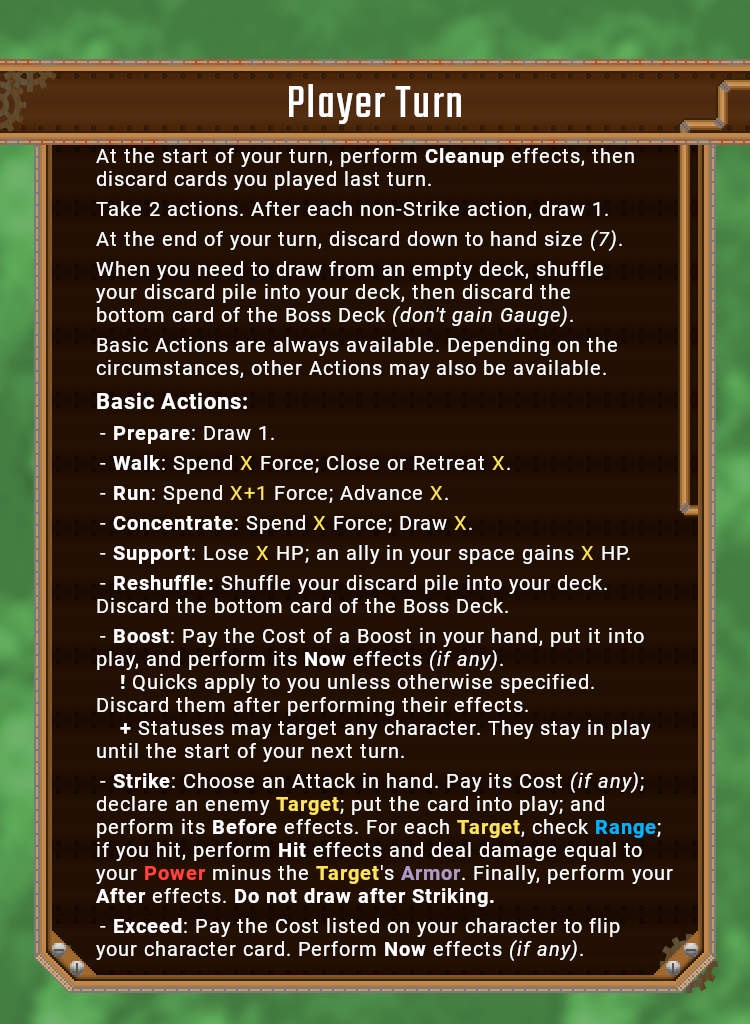 Player Turn
At the start of your turn, perform Cleanup effects, then
discard cards you played last turn.
Take 2 actions. After each non-Strike action, draw 1.
At the end of your turn, discard down to hand size (7).
When you need to draw from an empty deck, shuffle
your discard pile into your deck, then discard the
bottom card of the Boss Deck (don't gain Gauge).
Basic Actions are always available. Depending on the
circumstances, other Actions may also be available.
Basic Actions:
- Prepare: Draw 1.
- Walk: Spend X Force; Close or Retreat X.
- Run: Spend X+1 Force; Advance X.
- Concentrate: Spend X Force; Draw X.
- Support: Lose X HP; an ally in your space gains X HP.
- Reshuffle: Shuffle your discard pile into your deck.
Discard the bottom card of the Boss Deck.
- Boost: Pay the Cost of a Boost in your hand, put it into
play, and perform its Now effects (if any).
! Quicks apply to you unless otherwise specified.
Discard them after performing their effects.
+ Statuses may target any character. They stay in play
until the start of your next turn.
- Strike: Choose an Attack in hand. Pay its Cost (if any);
declare an enemy Target; put the card into play; and
perform its Before effects. For each Target, check Range;
if you hit, perform Hit effects and deal damage equal to
your Power minus the Target's Armor. Finally, perform your
After effects. Do not draw after Striking.
- Exceed: Pay the Cost listed on your character to flip
your character card. Perform Now effects (if any).